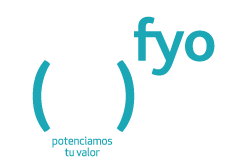 fyo
( )
potenciamos
tu valor